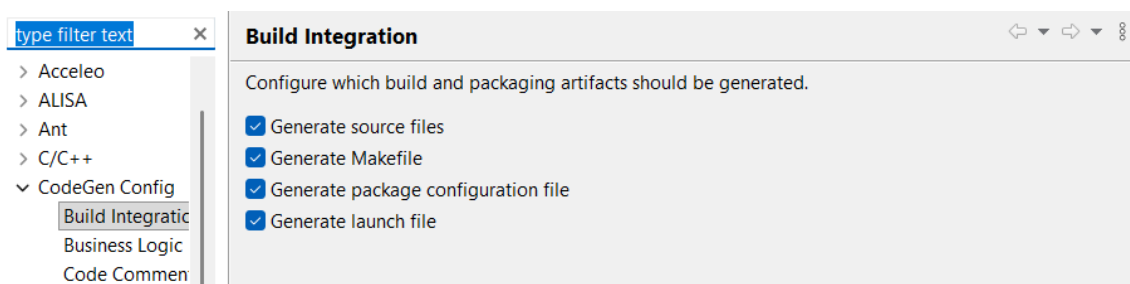 type filter text
Acceleo
ALISA
Ant
C/C++
CodeGen Config
Build Integratic
Business Logic
Code Commen
Build Integration
Configure which build and packaging artifacts should be generated.
Generate source files
Generate Makefile
Generate package configuration file
Generate launch file